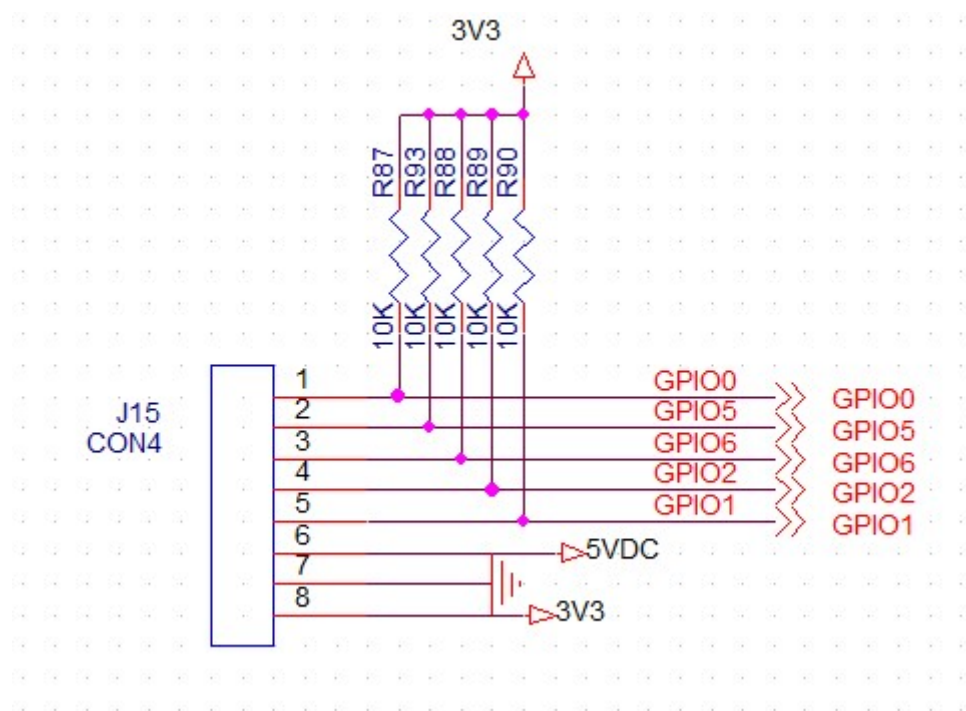 3V3
R87
R93
R88
R89
R90
10K
10K
10K
10K
10K
J15
CON4
1
2
3
4
5
6
7
8
GPIO0
GPIO5
GPIO6
GPIO2
GPIO1
GPIO0
GPIO5
GPIO6
GPIO2
GPIO1
5VDC
3V3